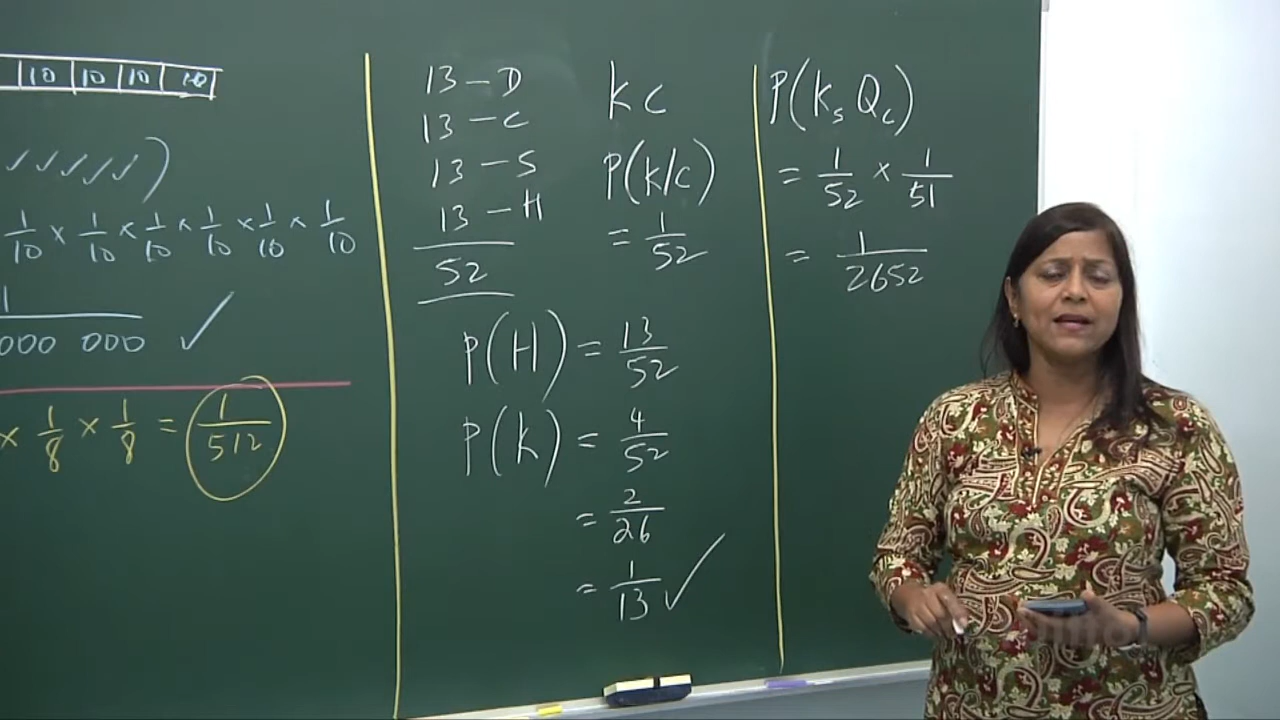 10 10 10 10
✓✓✓✓✓)
1/10 × 1/10 × 1/10 × 1/10 × 1/10 × 1/10
1
000 000 ✓
× 1/8 × 1/8 = 1/512
13 – D
13 – C
13 – S
13 – H
52
KC
P(K/C)
= 1/52
P(H) = 13/52
P(K) = 4/52
= 2/26
= 1/13 ✓
P(Ks Qc)
= 1/52 × 1/51
= 1/2652